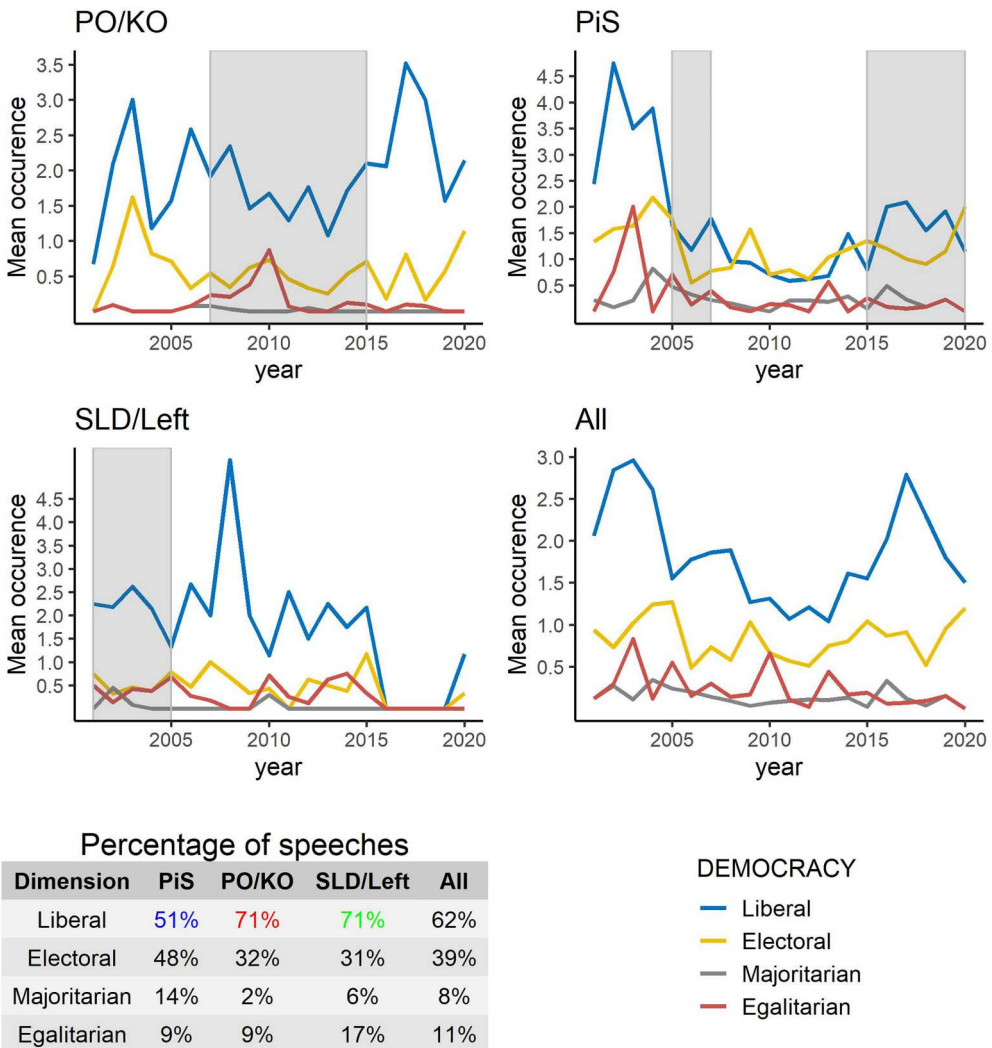 PO/KO
Mean occurence
3.5
3.0
2.5
2.0
1.5
1.0
0.5
2005 2010 2015 2020
year
PiS
Mean occurence
4.5
4.0
3.5
3.0
2.5
2.0
1.5
1.0
0.5
2005 2010 2015 2020
year
SLD/Left
Mean occurence
4.5
4.0
3.5
3.0
2.5
2.0
1.5
1.0
0.5
2005 2010 2015 2020
year
All
Mean occurence
3.0
2.5
2.0
1.5
1.0
0.5
2005 2010 2015 2020
year
Percentage of speeches
Dimension PiS PO/KO SLD/Left All
Liberal 51% 71% 71% 62%
Electoral 48% 32% 31% 39%
Majoritarian 14% 2% 6% 8%
Egalitarian 9% 9% 17% 11%
DEMOCRACY
Liberal
Electoral
Majoritarian
Egalitarian